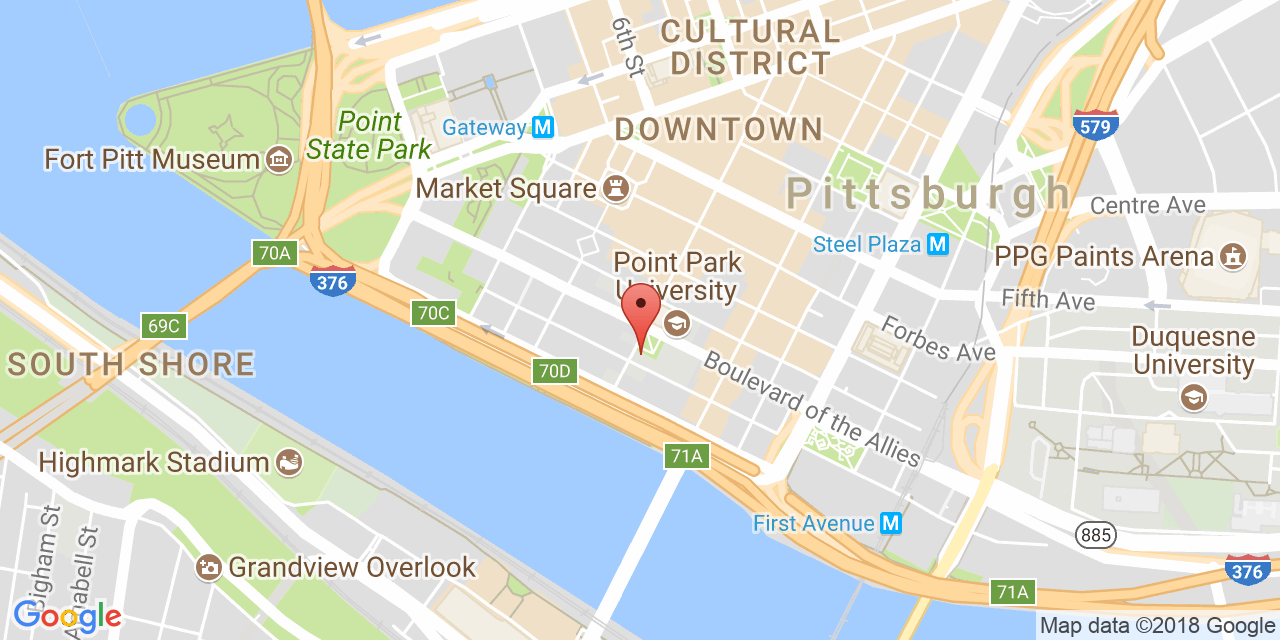 CULTURAL
DISTRICT
6th St
DOWNTOWN
Gateway M
Point
State Park
Fort Pitt Museum
Market Square
Pittsburgh
579
Centre Ave
Steel Plaza M
PPG Paints Arena
70A
376
Point Park
University
Fifth Ave
70C
69C
Forbes Ave
Duquesne
University
SOUTH SHORE
70D
Boulevard of the Allies
71A
Highmark Stadium
First Avenue M
885
Bigham St
Grandview Overlook
376
71A
Google
Map data ©2018 Google